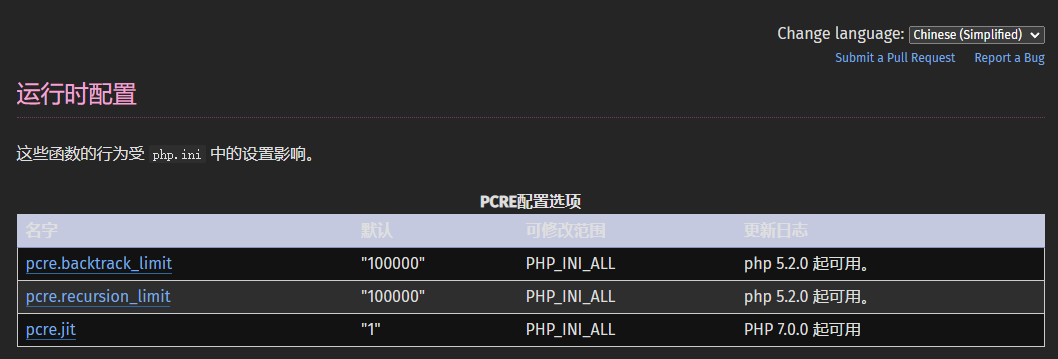 Change language: Chinese (Simplified)
Submit a Pull Request Report a Bug
运行时配置
这些函数的行为受 php.ini 中的设置影响。
PCRE配置选项
名字 默认 可修改范围 更新日志
pcre.backtrack_limit "100000" PHP_INI_ALL php 5.2.0 起可用。
pcre.recursion_limit "100000" PHP_INI_ALL php 5.2.0 起可用。
pcre.jit "1" PHP_INI_ALL PHP 7.0.0 起可用